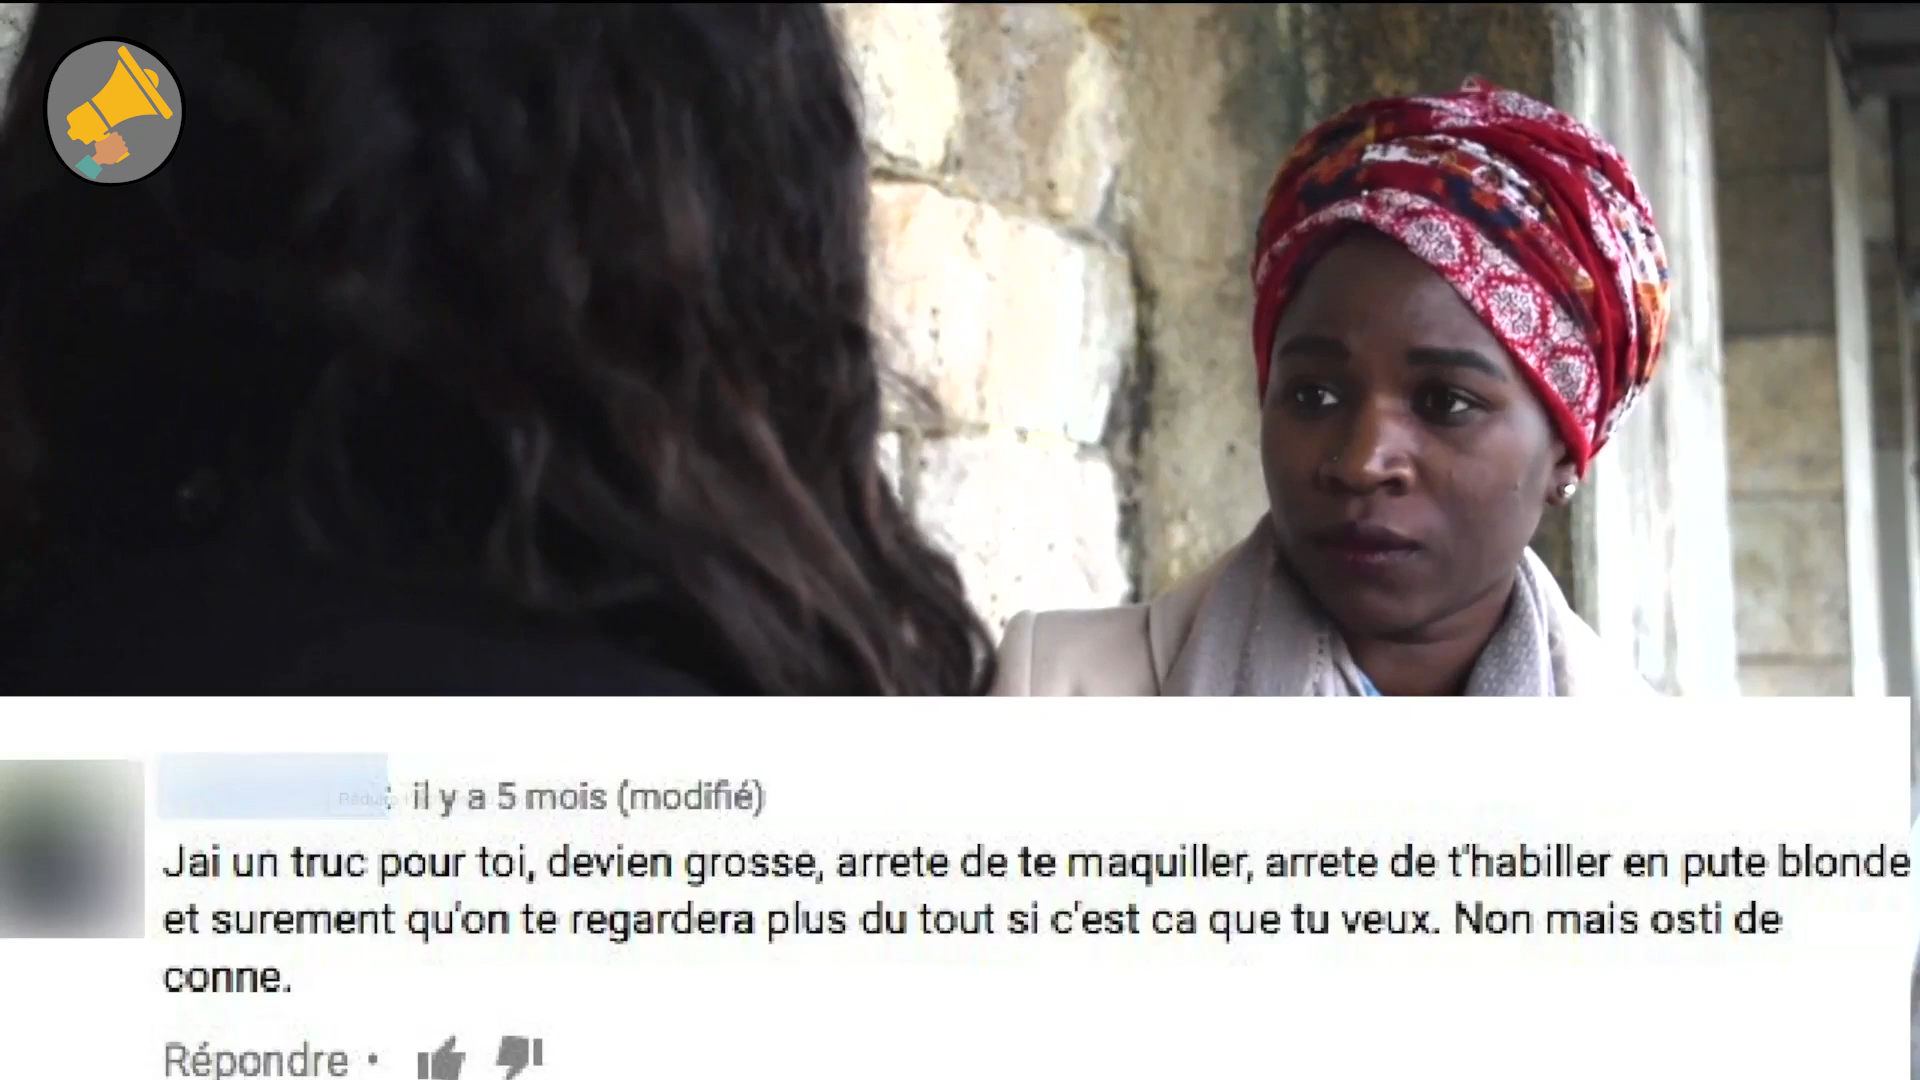 il y a 5 mois (modifié)
Jai un truc pour toi, devien grosse, arrete de te maquiller, arrete de t'habiller en pute blonde
et surement qu'on te regardera plus du tout si c'est ca que tu veux. Non mais osti de
conne.
Répondre •